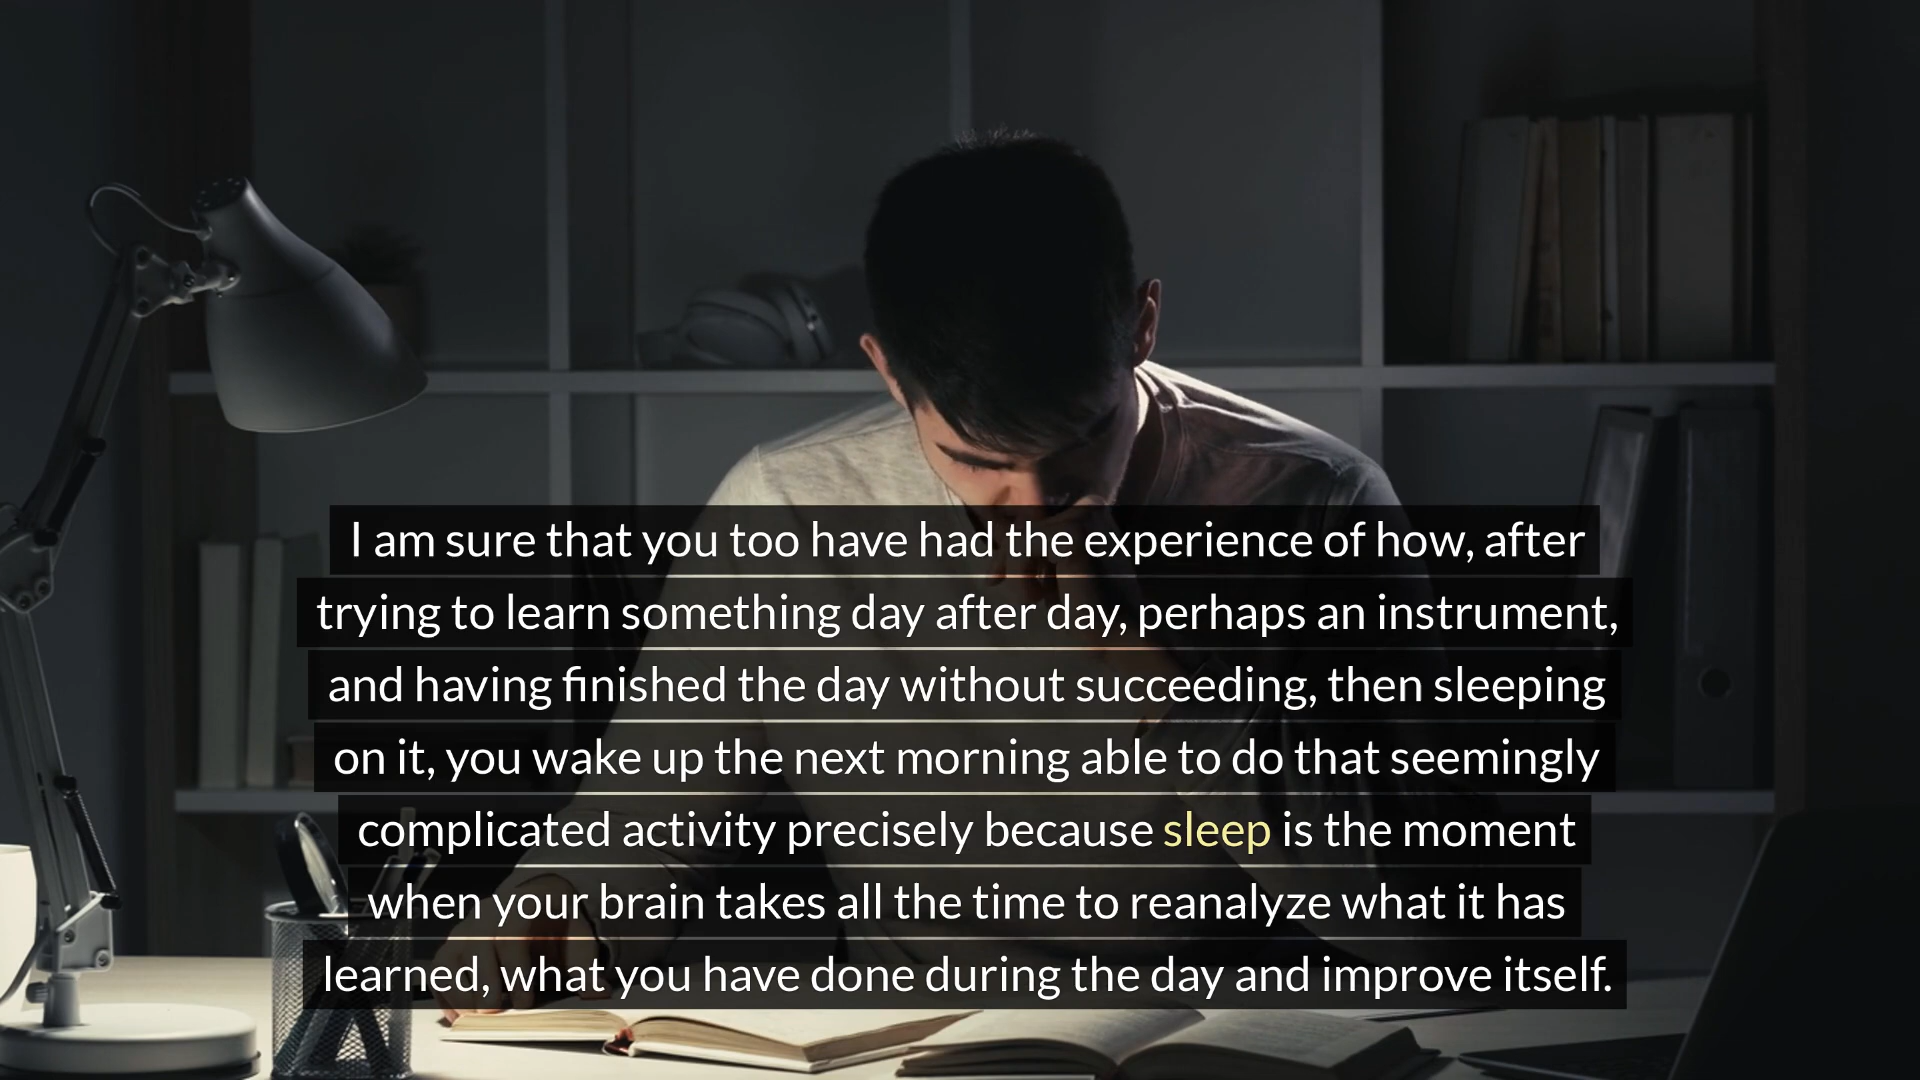 I am sure that you too have had the experience of how, after
trying to learn something day after day, perhaps an instrument,
and having finished the day without succeeding, then sleeping
on it, you wake up the next morning able to do that seemingly
complicated activity precisely because sleep is the moment
when your brain takes all the time to reanalyze what it has
learned, what you have done during the day and improve itself.